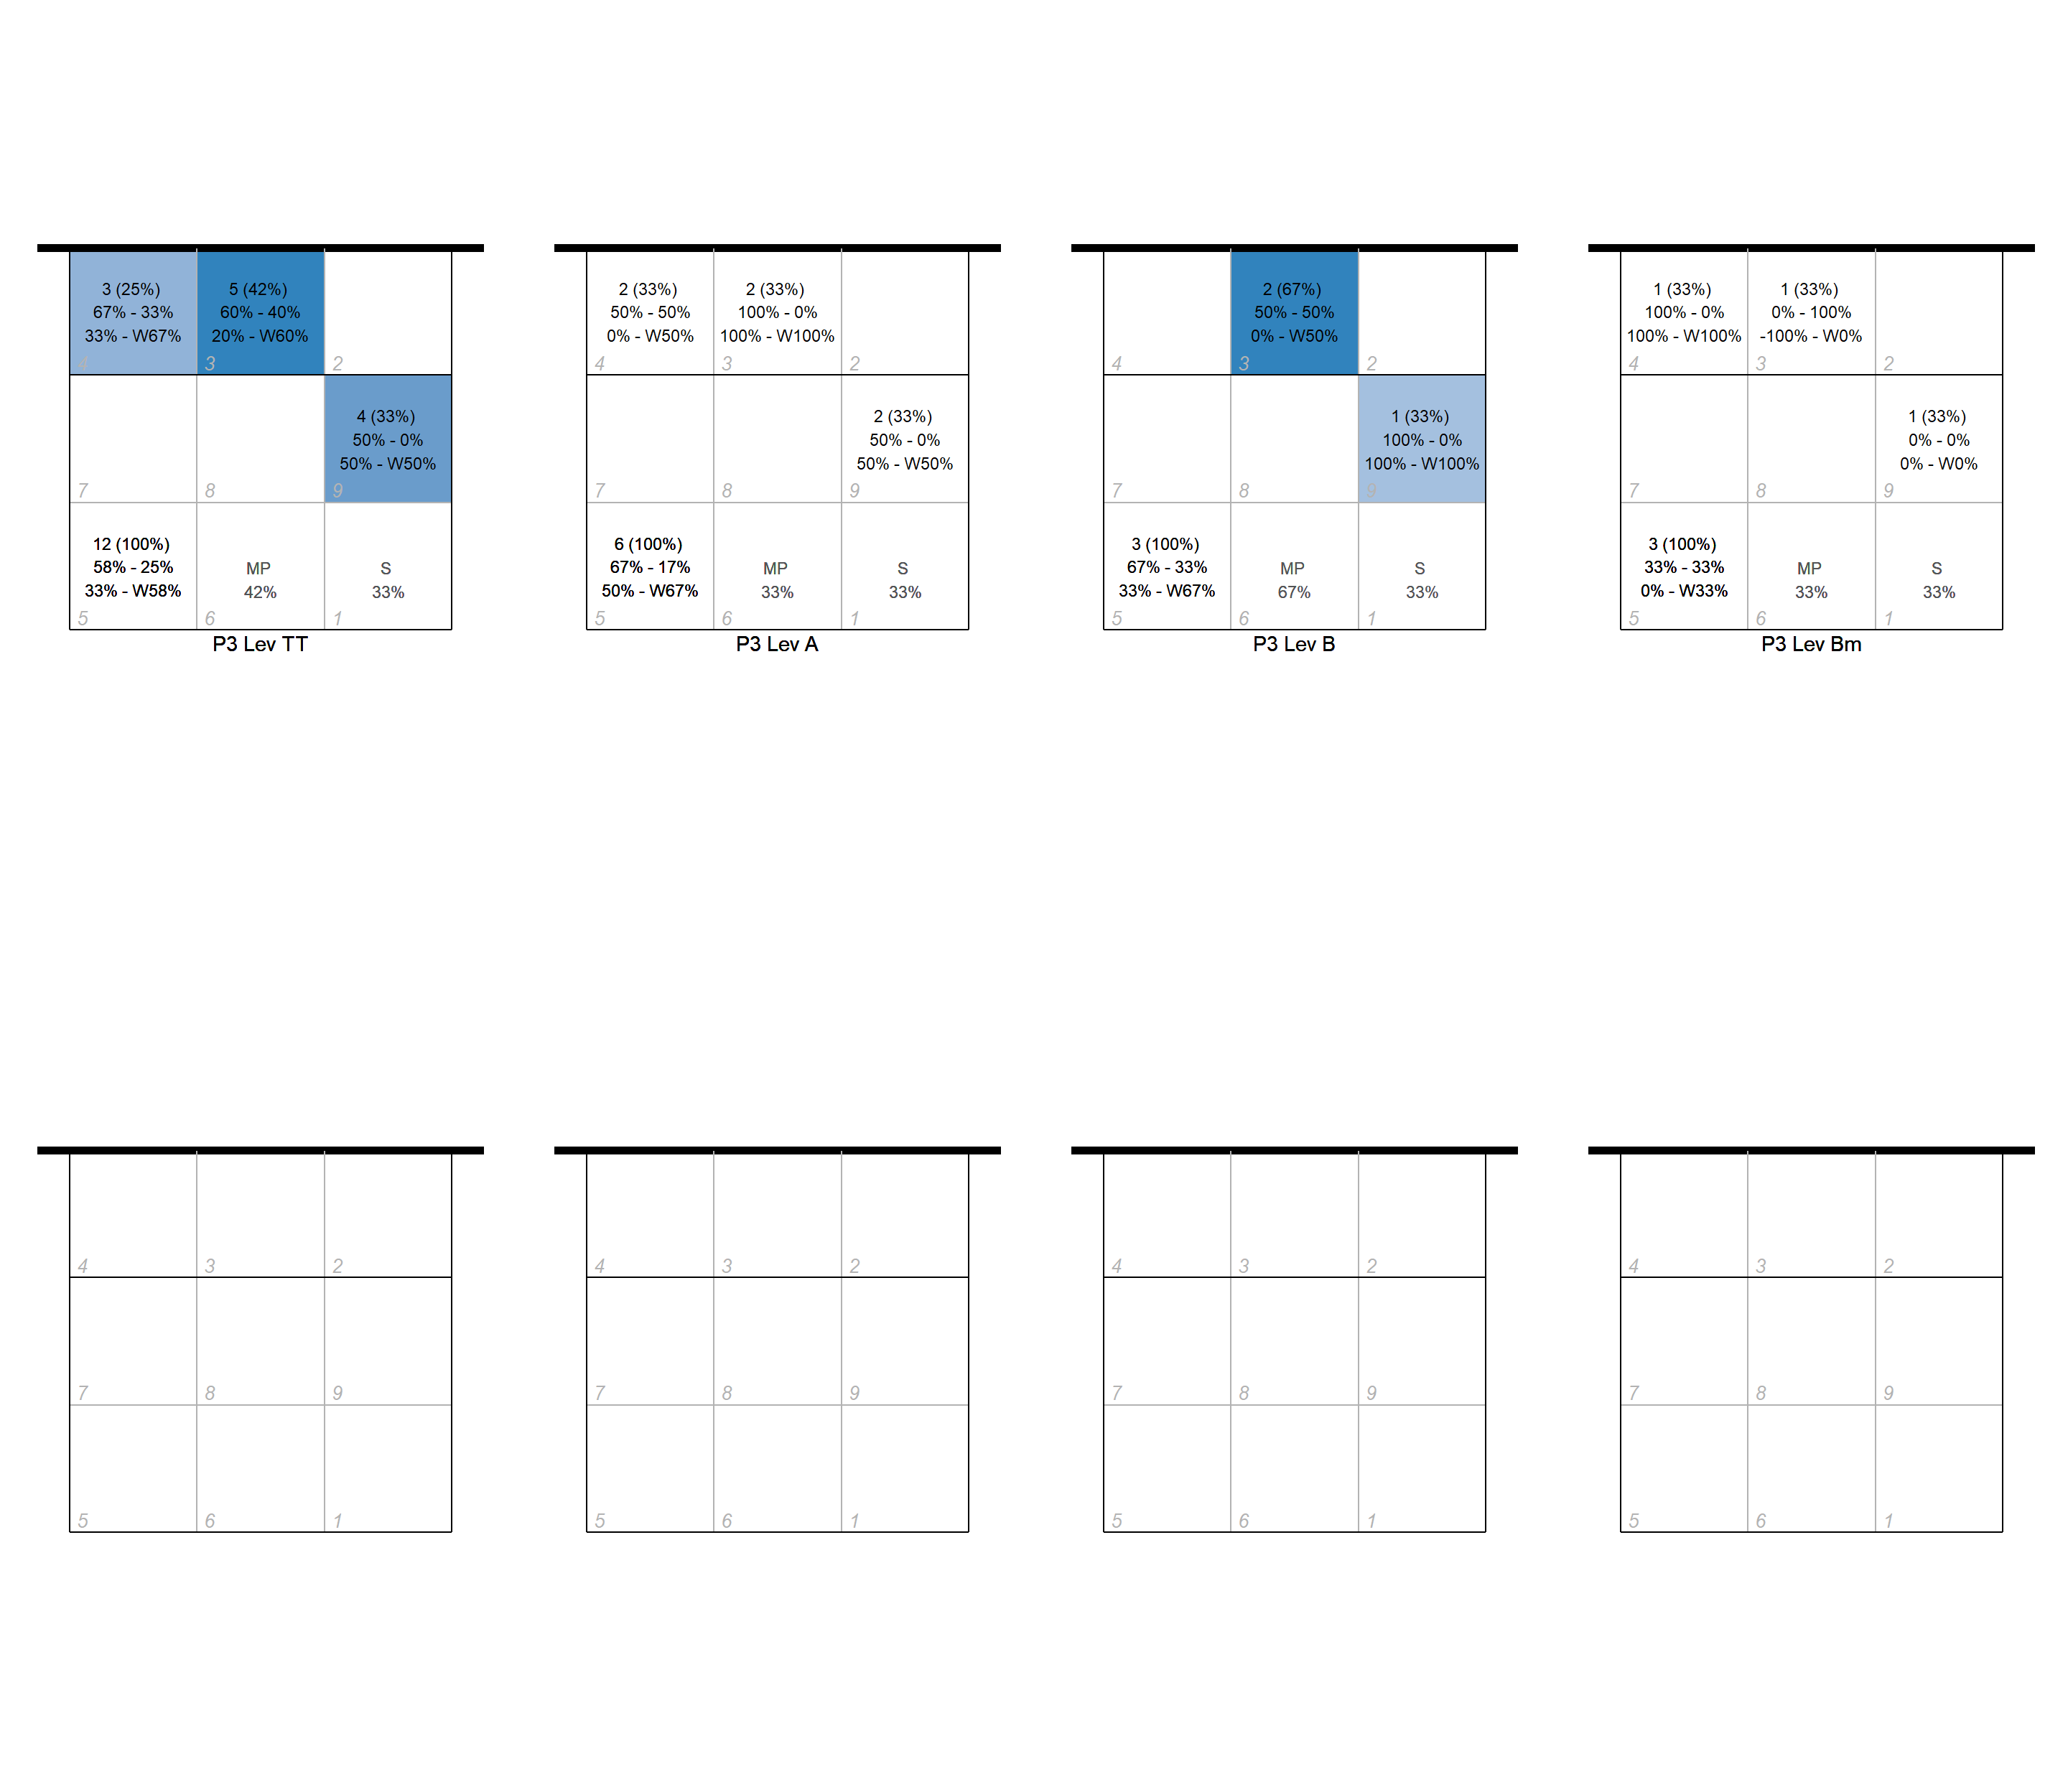 3 (25%)
67% - 33%
33% - W67%
4
5 (42%)
60% - 40%
20% - W60%
3
2
7
8
4 (33%)
50% - 0%
50% - W50%
9
12 (100%)
58% - 25%
33% - W58%
5
MP
42%
6
S
33%
1
P3 Lev TT
2 (33%)
50% - 50%
0% - W50%
4
2 (33%)
100% - 0%
100% - W100%
3
2
7
8
2 (33%)
50% - 0%
50% - W50%
9
6 (100%)
67% - 17%
50% - W67%
5
MP
33%
6
S
33%
1
P3 Lev A
4
2 (67%)
50% - 50%
0% - W50%
3
2
7
8
1 (33%)
100% - 0%
100% - W100%
9
3 (100%)
67% - 33%
33% - W67%
5
MP
67%
6
S
33%
1
P3 Lev B
1 (33%)
100% - 0%
100% - W100%
4
1 (33%)
0% - 100%
-100% - W0%
3
2
7
8
1 (33%)
0% - 0%
0% - W0%
9
3 (100%)
33% - 33%
0% - W33%
5
MP
33%
6
S
33%
1
P3 Lev Bm
4
3
2
7
8
9
5
6
1
4
3
2
7
8
9
5
6
1
4
3
2
7
8
9
5
6
1
4
3
2
7
8
9
5
6
1